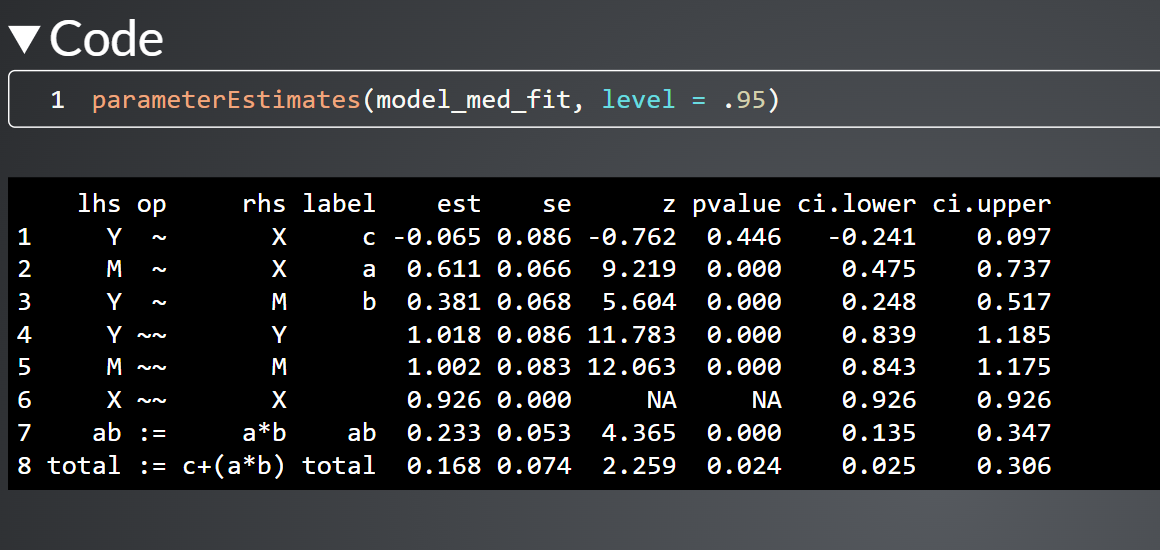 ▼ Code
1 parameterEstimates(model_med_fit, level = .95)
lhs op rhs label est se z pvalue ci.lower ci.upper
1 Y ~ X c -0.065 0.086 -0.762 0.446 -0.241 0.097
2 M ~ X a 0.611 0.066 9.219 0.000 0.475 0.737
3 Y ~ M b 0.381 0.068 5.604 0.000 0.248 0.517
4 Y ~~ Y 1.018 0.086 11.783 0.000 0.839 1.185
5 M ~~ M 1.002 0.083 12.063 0.000 0.843 1.175
6 X ~~ X 0.926 0.000 NA NA 0.926 0.926
7 ab := a*b ab 0.233 0.053 4.365 0.000 0.135 0.347
8 total := c+(a*b) total 0.168 0.074 2.259 0.024 0.025 0.306